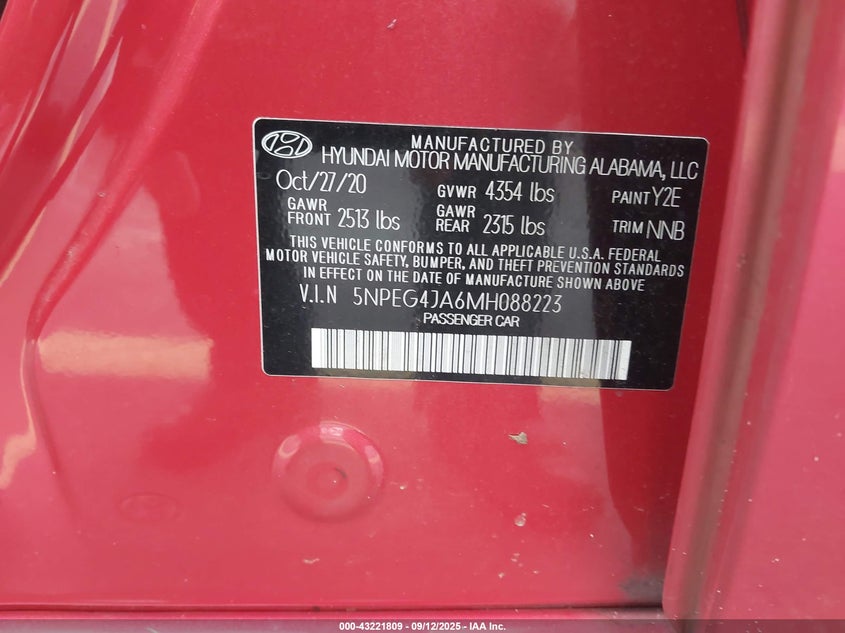 MANUFACTURED BY
HYUNDAI MOTOR MANUFACTURING ALABAMA, LLC
Oct/27/20 GVWR 4354 lbs PAINT Y2E
GAWR FRONT 2513 lbs GAWR REAR 2315 lbs TRIM NNB
THIS VEHICLE CONFORMS TO ALL APPLICABLE U.S.A. FEDERAL
MOTOR VEHICLE SAFETY, BUMPER, AND THEFT PREVENTION STANDARDS
IN EFFECT ON THE DATE OF MANUFACTURE SHOWN ABOVE
V.I.N 5NPEG4JA6MH088223
PASSENGER CAR
000-43221809 - 09/12/2025 - IAA Inc.